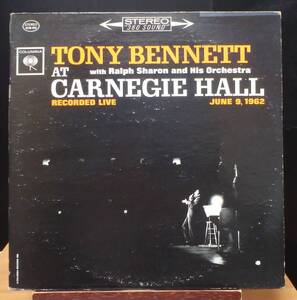 STEREO
360 SOUND
COLUMBIA
TONY BENNETT
AT with Ralph Sharon and His Orchestra
CARNEGIE HALL
RECORDED LIVE JUNE 9, 1962